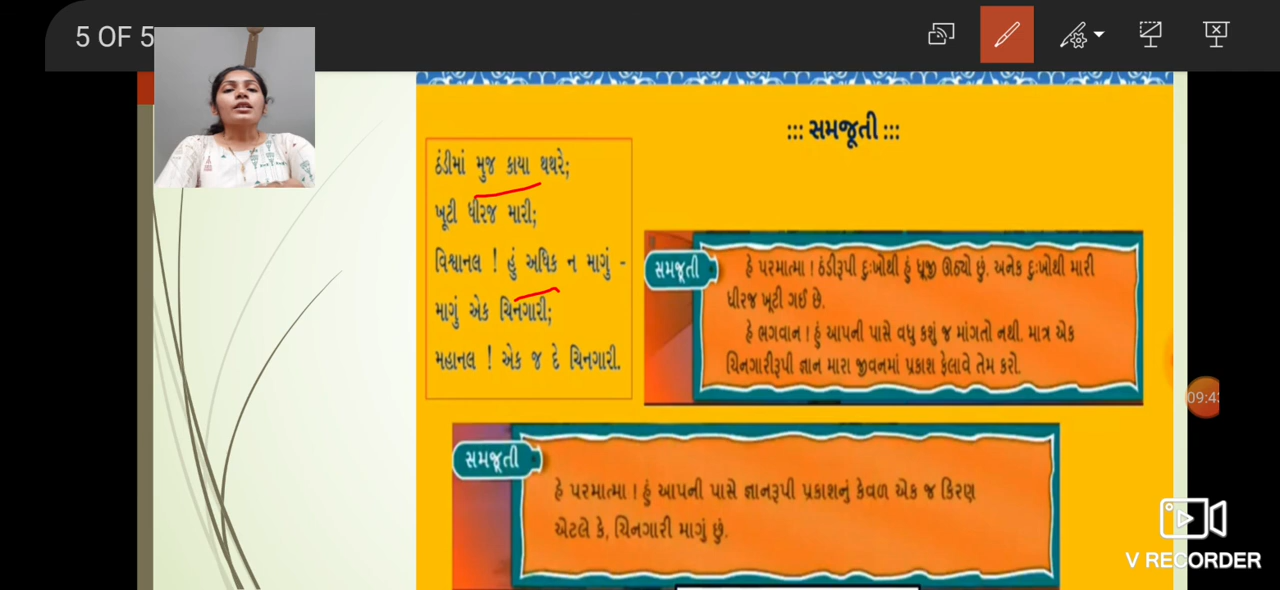 5 OF 5
::: સમજૂતી :::
ઠંડીમાં મુજ કાયા થથરે;
ખૂટી ધીરજ મારી;
વિશ્વાનલ ! હું અધિક ન માગું -
માગું એક ચિનગારી;
મહાનલ ! એક જ દે ચિનગારી.
સમજૂતી
હે પરમાત્મા ! ઠંડીરૂપી દુઃખોથી હું ધ્રૂજી ઊઠ્યો છું. અનેક દુઃખોથી મારી
ધીરજ ખૂટી ગઈ છે.
હે ભગવાન ! હું આપની પાસે વધુ કશું જ માંગતો નથી. માત્ર એક
ચિનગારીરૂપી જ્ઞાન મારા જીવનમાં પ્રકાશ ફેલાવે તેમ કરો.
સમજૂતી
હે પરમાત્મા ! હું આપની પાસે જ્ઞાનરૂપી પ્રકાશનું કેવળ એક જ કિરણ
એટલે કે, ચિનગારી માગું છું.
09:43
V RECORDER